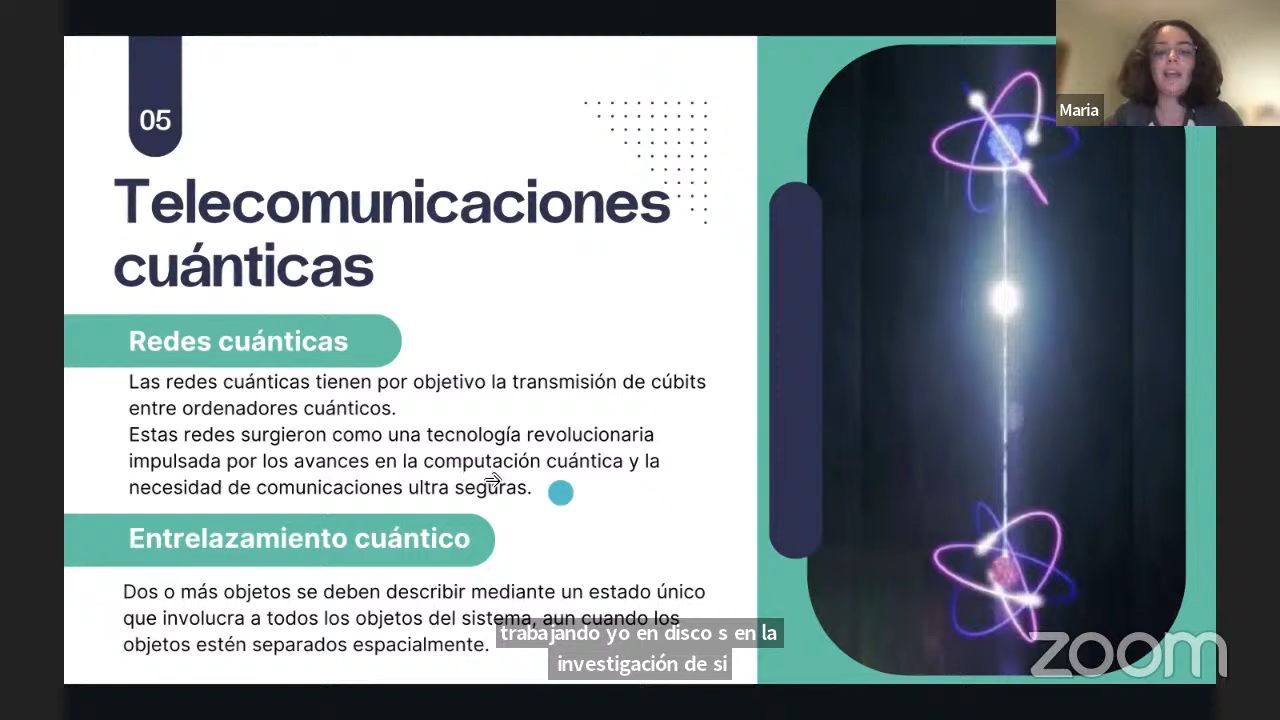 05
Telecomunicaciones
cuánticas
Redes cuánticas
Las redes cuánticas tienen por objetivo la transmisión de cúbits
entre ordenadores cuánticos.
Estas redes surgieron como una tecnología revolucionaria
impulsada por los avances en la computación cuántica y la
necesidad de comunicaciones ultra seguras.
Entrelazamiento cuántico
Dos o más objetos se deben describir mediante un estado único
que involucra a todos los objetos del sistema, aun cuando los
objetos estén separados espacialmente.
trabajando yo en disco s en la
investigación de si
Maria
zoom